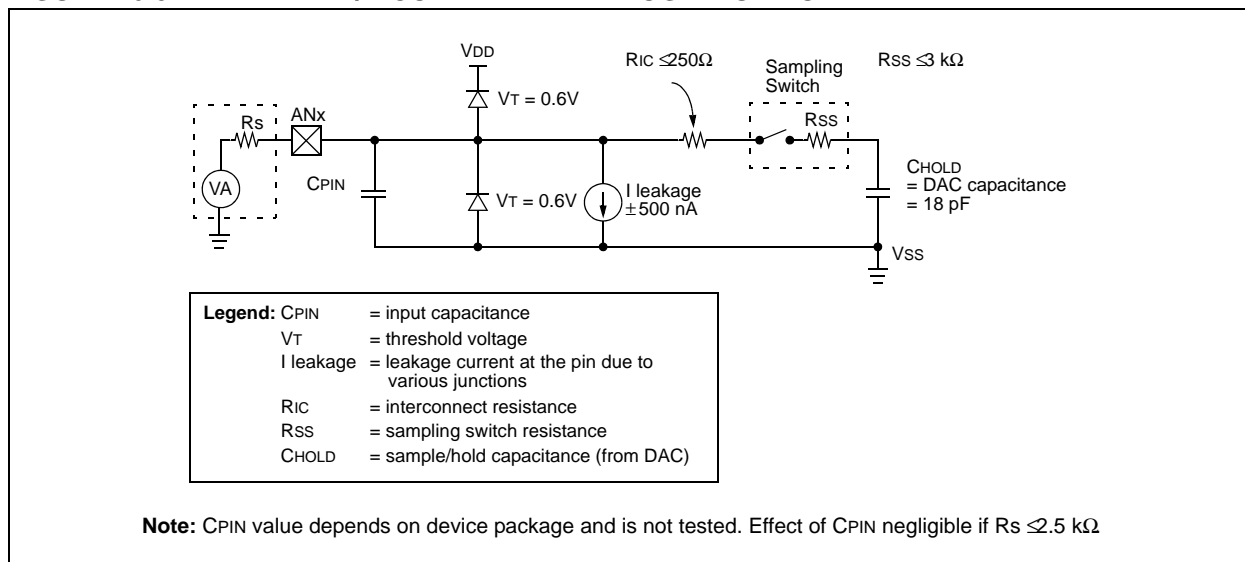 VDD
RIC ≤250Ω
Sampling
Switch
RSS ≤3 kΩ
VT = 0.6V
Rs
ANx
RSS
VA
CPIN
VT = 0.6V
I leakage
± 500 nA
CHOLD
= DAC capacitance
= 18 pF
VSS
Legend: CPIN = input capacitance
VT = threshold voltage
I leakage = leakage current at the pin due to
various junctions
RIC = interconnect resistance
RSS = sampling switch resistance
CHOLD = sample/hold capacitance (from DAC)
Note: CPIN value depends on device package and is not tested. Effect of CPIN negligible if Rs ≤2.5 kΩ